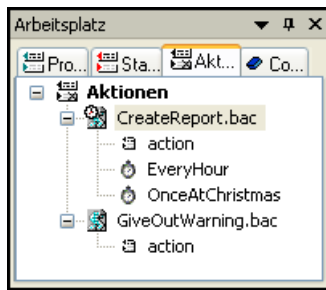 Arbeitsplatz
Pro... Sta... Akt... Co...
Aktionen
CreateReport.bac
action
EveryHour
OnceAtChristmas
GiveOutWarning.bac
action